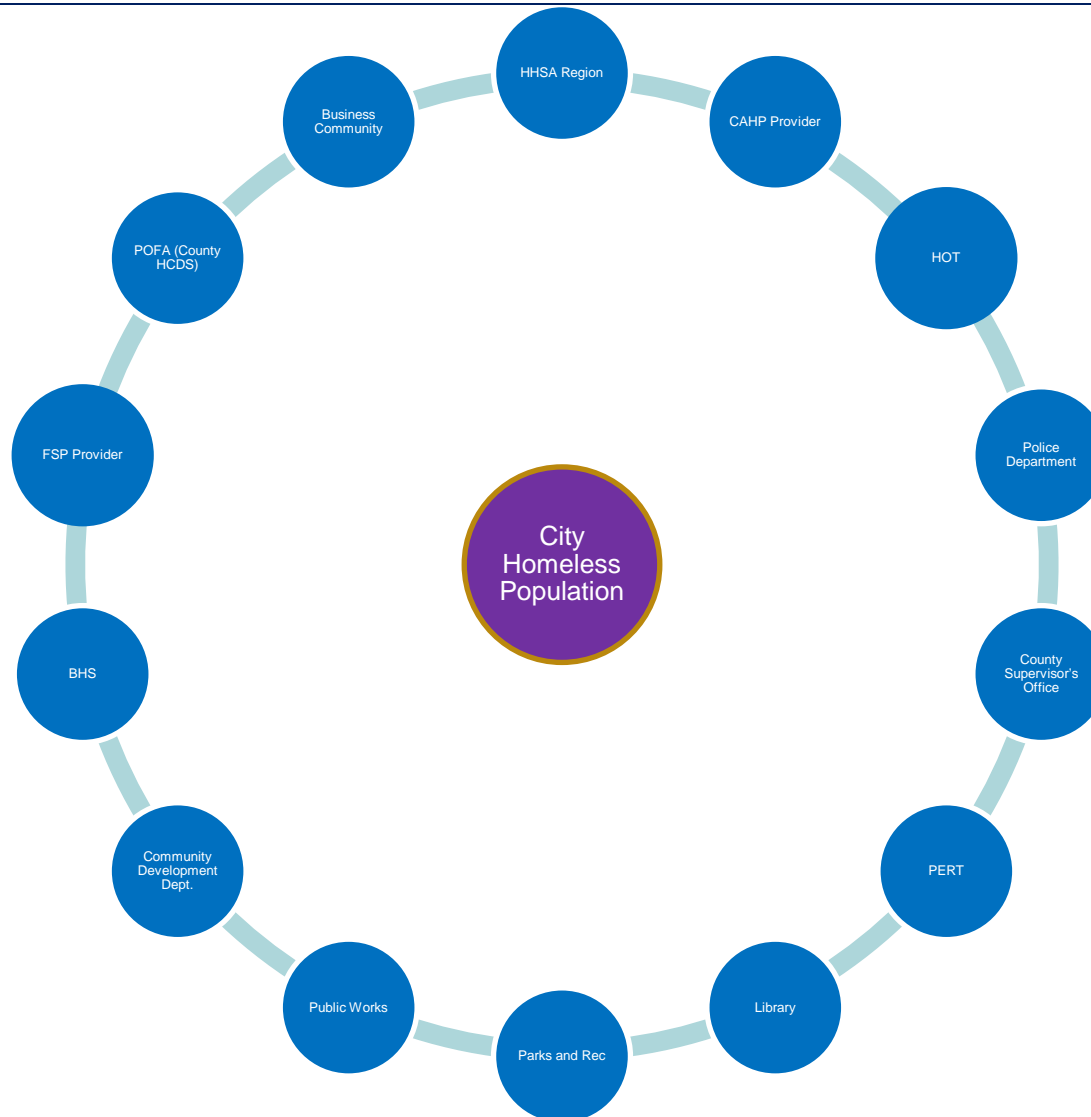 HHSA Region
CAHP Provider
HOT
Police
Department
County
Supervisor's
Office
PERT
Library
Parks and Rec
Public Works
Community
Development
Dept.
BHS
FSP Provider
POFA (County
HCDS)
Business
Community
City
Homeless
Population